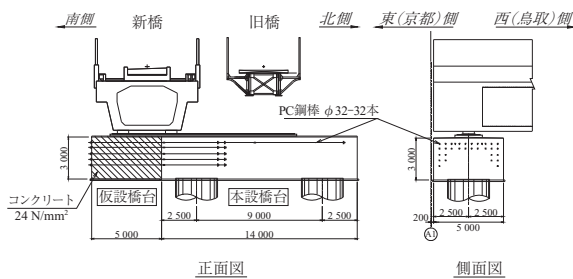 南側 新橋 旧橋 北側 東(京都)側 西(鳥取)側
PC鋼棒 φ32-32本
3 000
3 000
コンクリート
24 N/mm²
仮設橋台 本設橋台
2 500 9 000 2 500
5 000 14 000
200 2 500 2 500
5 000
A1
正面図 側面図